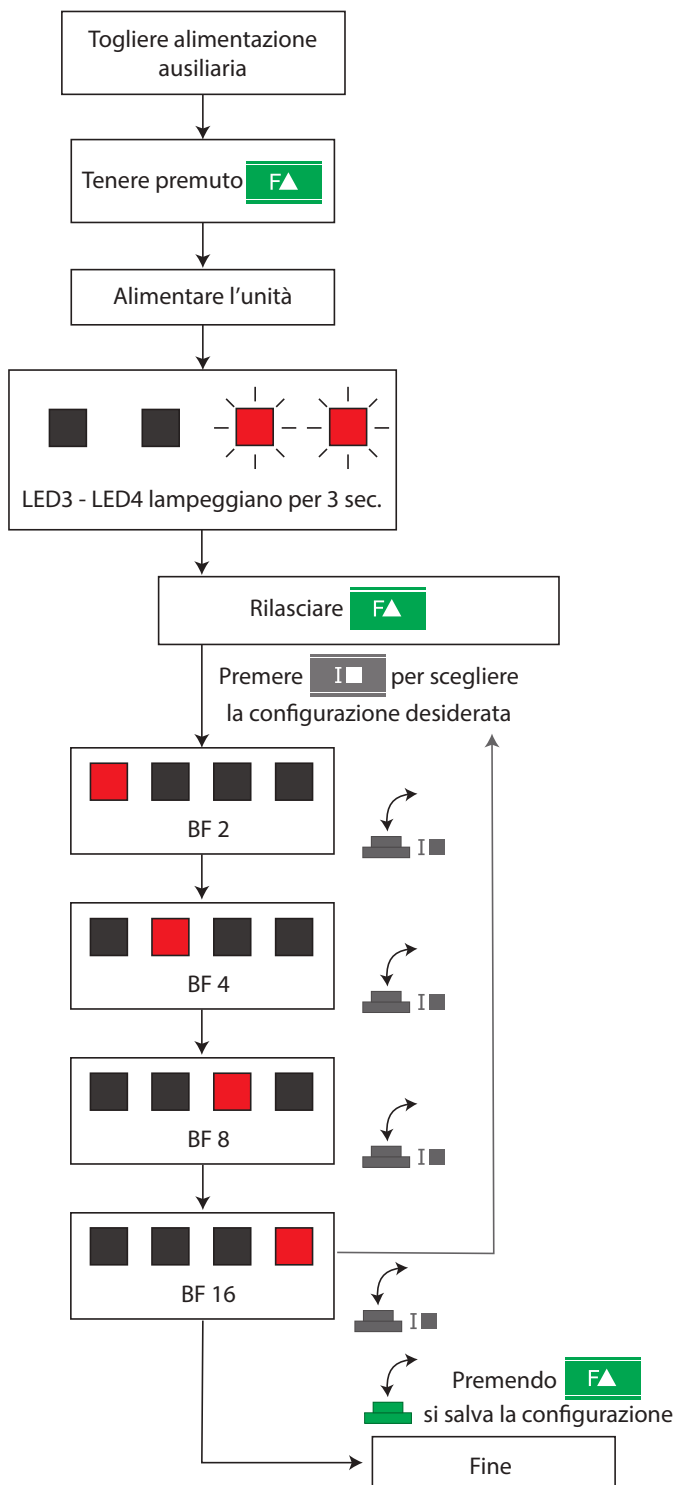 Togliere alimentazione
ausiliaria
Tenere premuto F▲
Alimentare l’unità
LED3 - LED4 lampeggiano per 3 sec.
Rilasciare F▲
Premere I■ per scegliere
la configurazione desiderata
BF 2
I■
BF 4
I■
BF 8
I■
BF 16
I■
Premendo F▲
si salva la configurazione
Fine